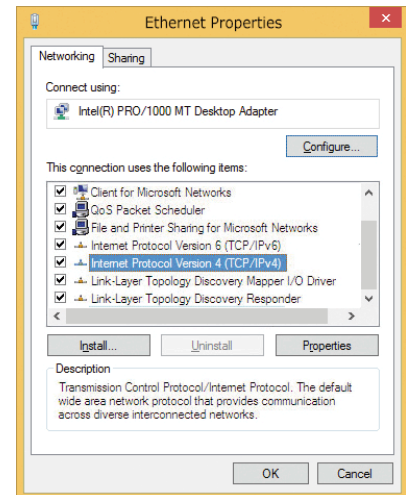 Ethernet Properties
Networking Sharing
Connect using:
Intel(R) PRO/1000 MT Desktop Adapter
Configure...
This connection uses the following items:
Client for Microsoft Networks
QoS Packet Scheduler
File and Printer Sharing for Microsoft Networks
Internet Protocol Version 6 (TCP/IPv6)
Internet Protocol Version 4 (TCP/IPv4)
Link-Layer Topology Discovery Mapper I/O Driver
Link-Layer Topology Discovery Responder
Install... Uninstall Properties
Description
Transmission Control Protocol/Internet Protocol. The default
wide area network protocol that provides communication
across diverse interconnected networks.
OK Cancel